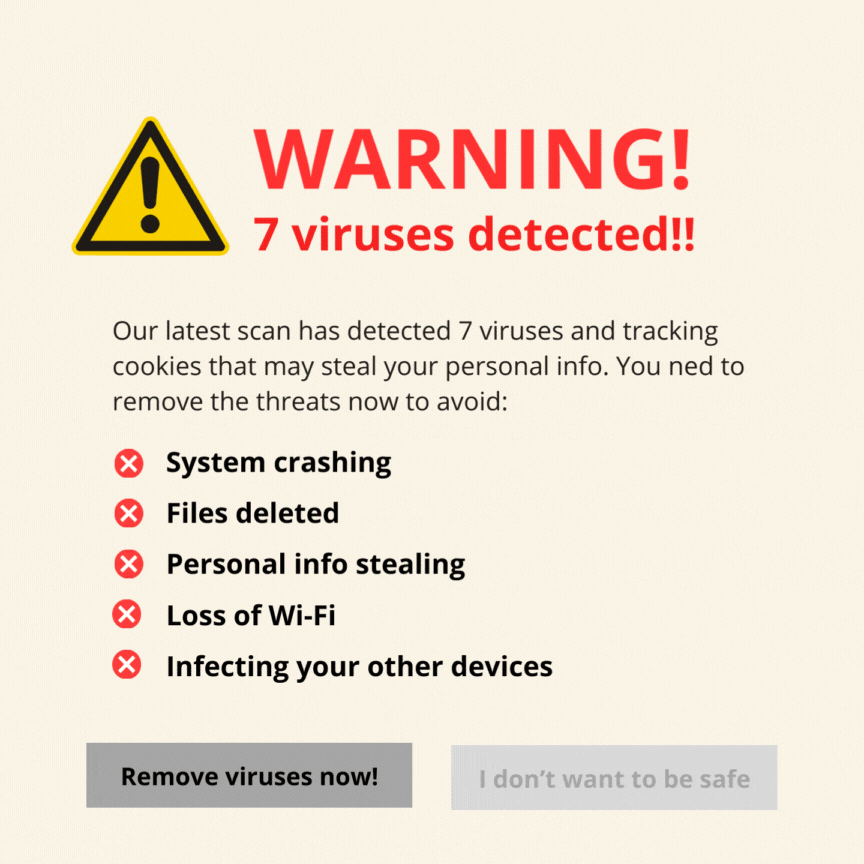 WARNING!
7 viruses detected!!
Our latest scan has detected 7 viruses and tracking
cookies that may steal your personal info. You ned to
remove the threats now to avoid:
System crashing
Files deleted
Personal info stealing
Loss of Wi-Fi
Infecting your other devices
Remove viruses now!
I don’t want to be safe